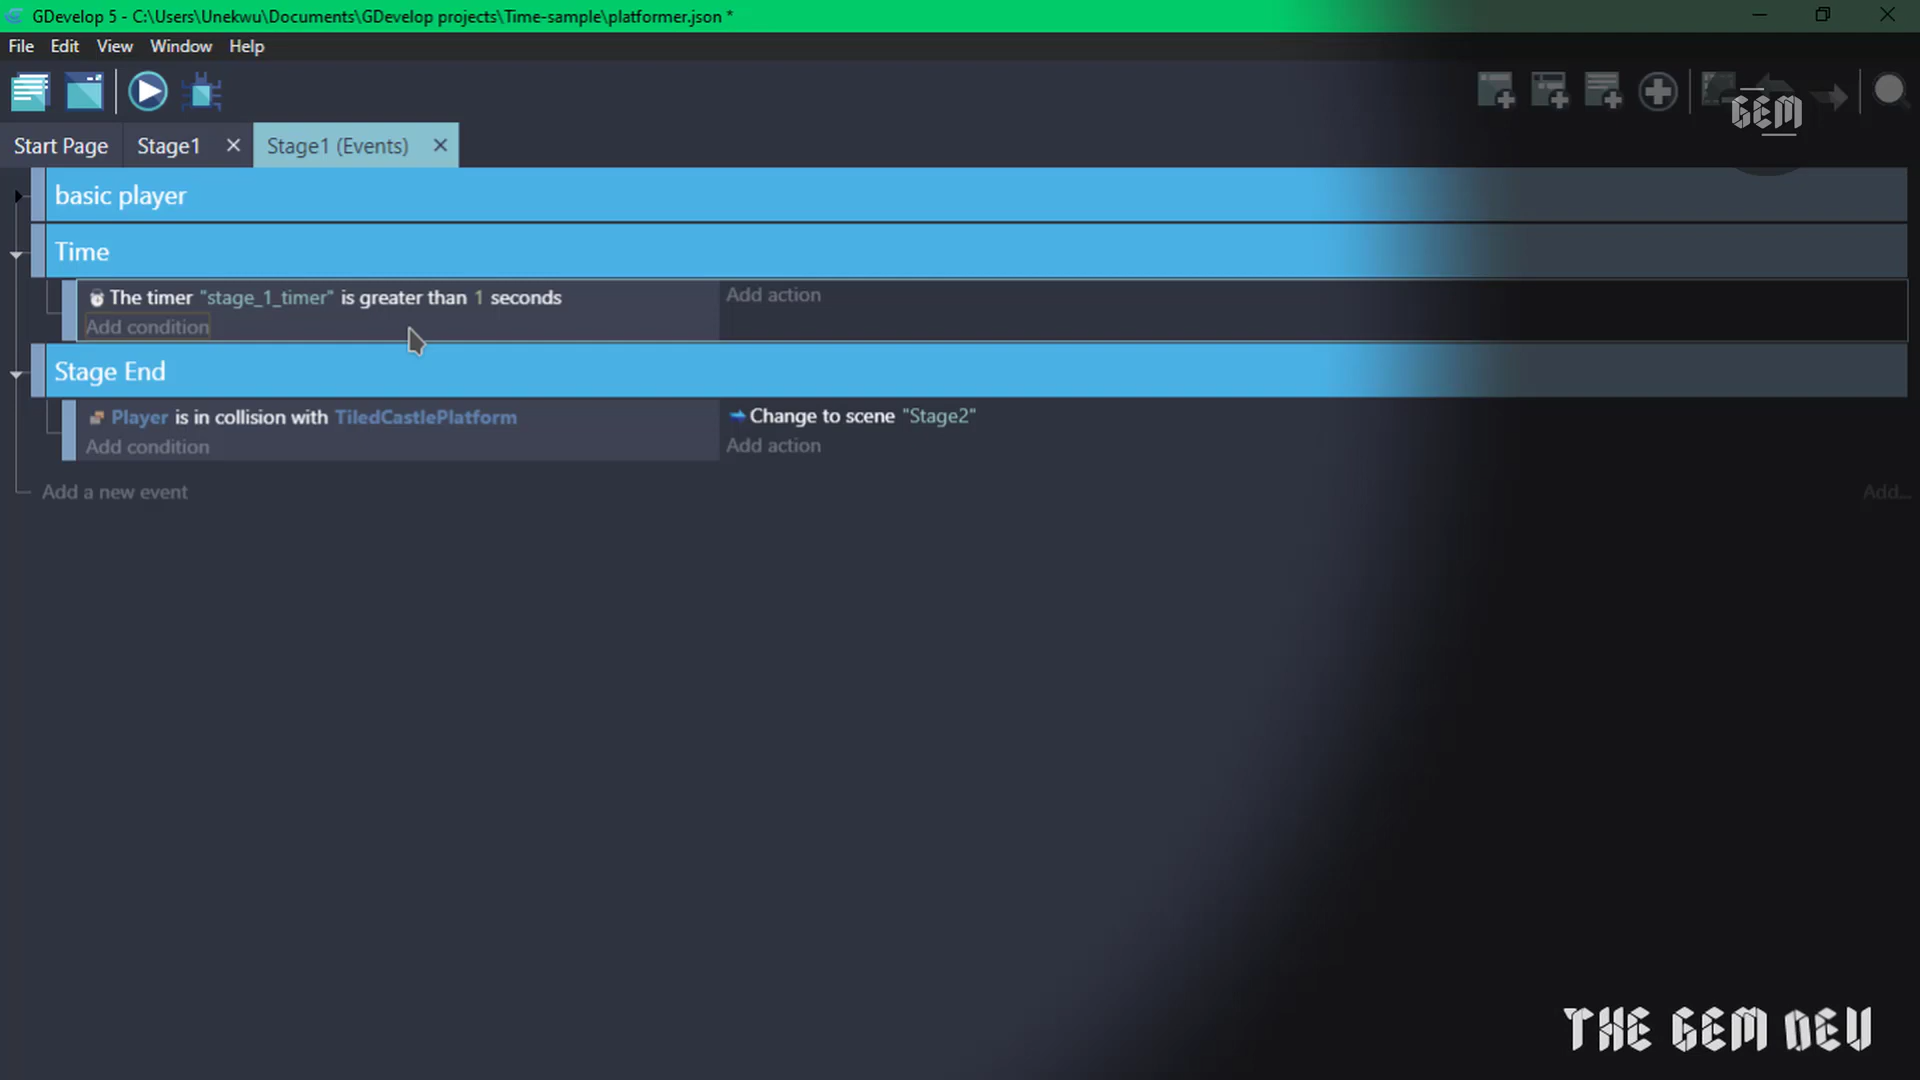 GDevelop 5 - C:\Users\Unekwu\Documents\GDevelop projects\Time-sample\platformer.json *
File Edit View Window Help
GEM
Start Page Stage1 Stage1 (Events)
basic player
Time
The timer "stage_1_timer" is greater than 1 seconds
Add action
Add condition
Stage End
Player is in collision with TiledCastlePlatform
Change to scene "Stage2"
Add condition
Add action
Add a new event
Add...
THE GEM DEV